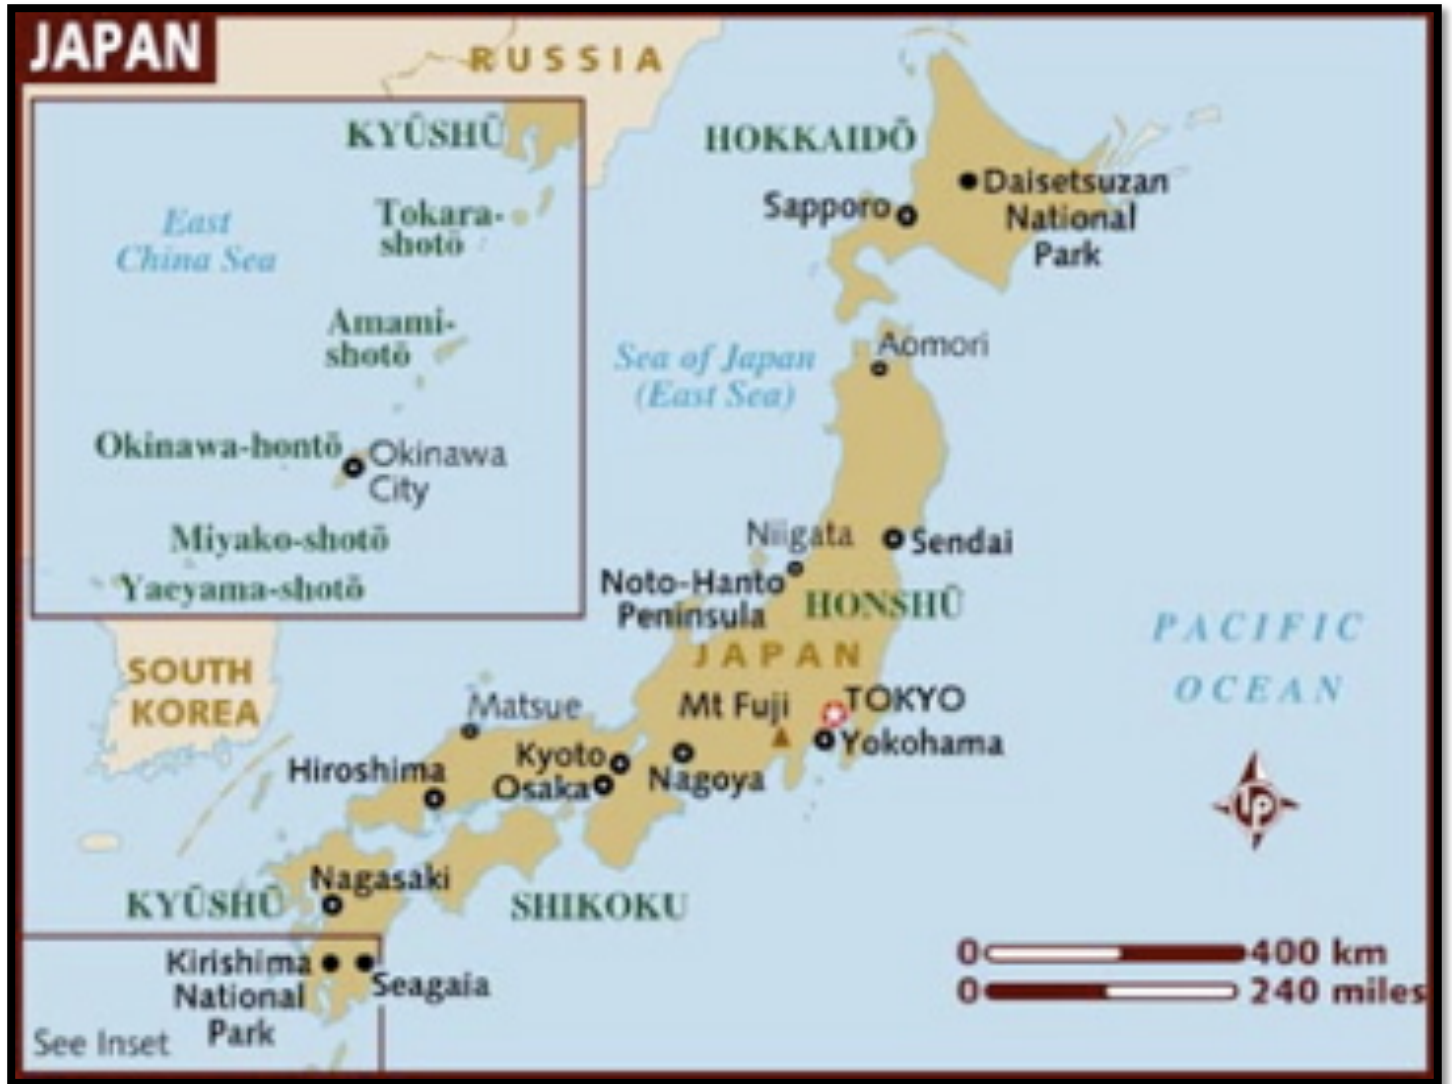 JAPAN
RUSSIA
KYŪSHŪ
HOKKAIDŌ
Daisetsuzan
National
Park
Sapporo
Tokara-
shotō
East
China Sea
Amami-
shotō
Sea of Japan
(East Sea)
Aomori
Okinawa-hontō
Okinawa
City
Miyako-shotō
Yaeyama-shotō
Niigata
Sendai
Noto-Hanto
Peninsula
HONSHŪ
JAPAN
PACIFIC
OCEAN
SOUTH
KOREA
Matsue
Mt Fuji
TOKYO
Yokohama
Kyoto
Osaka
Nagoya
Hiroshima
Nagasaki
KYŪSHŪ
SHIKOKU
Kirishima
National
Park
Seagaia
See Inset
0 400 km
0 240 miles
lp